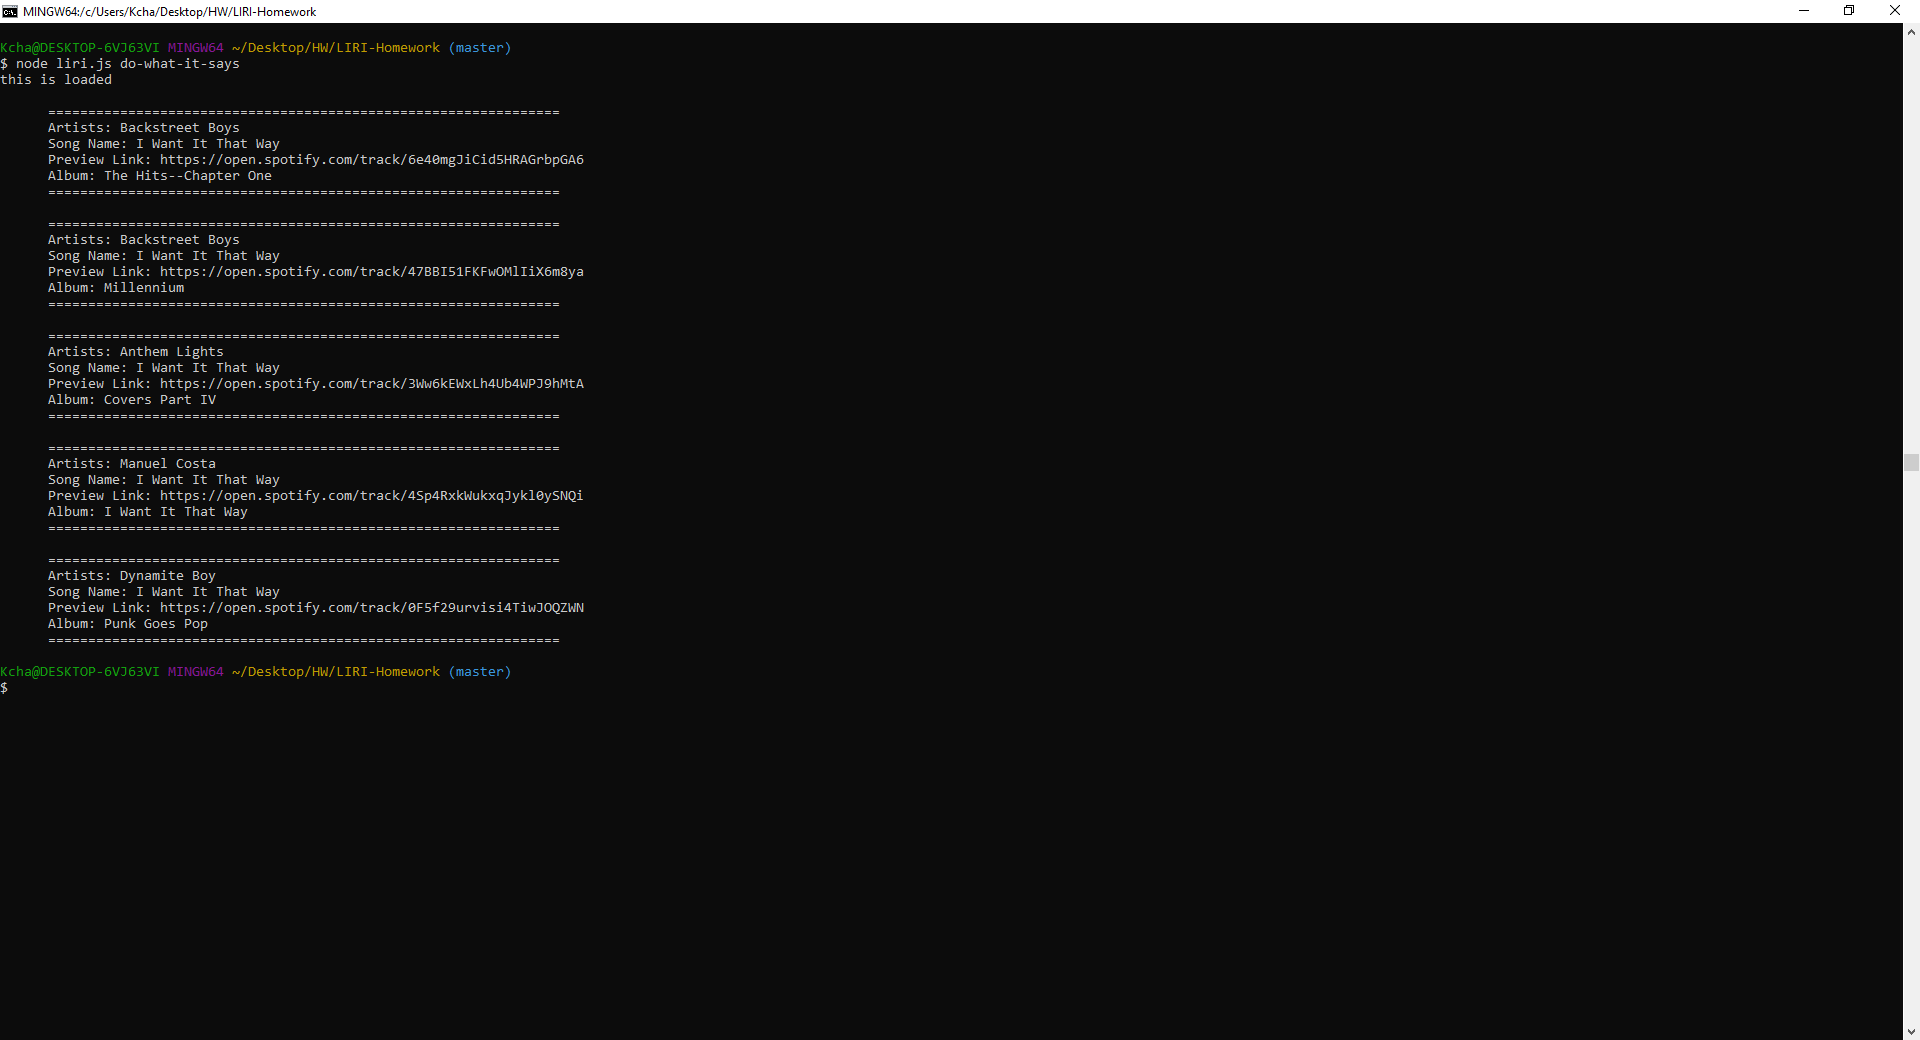 MINGW64:/c/Users/Kcha/Desktop/HW/LIRI-Homework
Kcha@DESKTOP-6VJ63VI MINGW64 ~/Desktop/HW/LIRI-Homework (master)
$ node liri.js do-what-it-says
this is loaded
================================================================
Artists: Backstreet Boys
Song Name: I Want It That Way
Preview Link: https://open.spotify.com/track/6e40mgJiCid5HRAGrbpGA6
Album: The Hits--Chapter One
================================================================
================================================================
Artists: Backstreet Boys
Song Name: I Want It That Way
Preview Link: https://open.spotify.com/track/47BBI51FKFwOMlIiX6m8ya
Album: Millennium
================================================================
================================================================
Artists: Anthem Lights
Song Name: I Want It That Way
Preview Link: https://open.spotify.com/track/3Ww6kEWxLh4Ub4WPJ9hMtA
Album: Covers Part IV
================================================================
================================================================
Artists: Manuel Costa
Song Name: I Want It That Way
Preview Link: https://open.spotify.com/track/4Sp4RxkWukxqJykl0ySNQi
Album: I Want It That Way
================================================================
================================================================
Artists: Dynamite Boy
Song Name: I Want It That Way
Preview Link: https://open.spotify.com/track/0F5f29urvisi4TiwJOQZWN
Album: Punk Goes Pop
================================================================
Kcha@DESKTOP-6VJ63VI MINGW64 ~/Desktop/HW/LIRI-Homework (master)
$